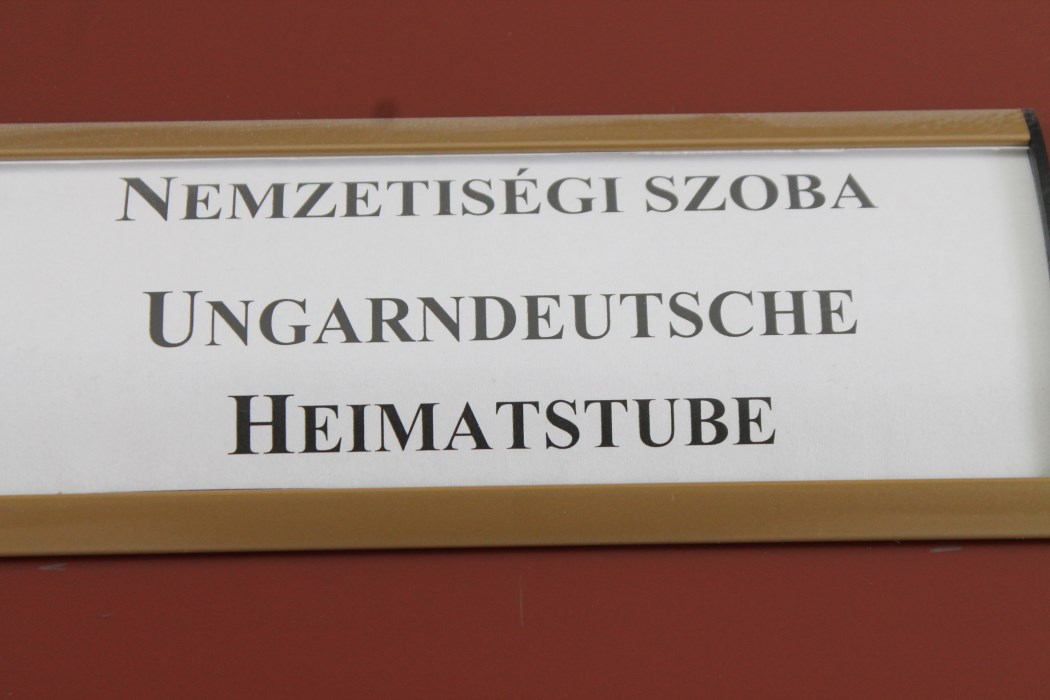 NEMZETISÉGI SZOBA
UNGARNDEUTSCHE
HEIMATSTUBE